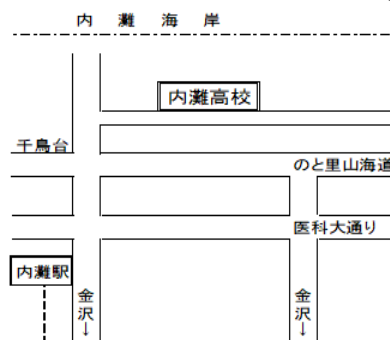 内灘海岸
内灘高校
千鳥台
のと里山海道
医科大通り
内灘駅
金沢↓
金沢↓